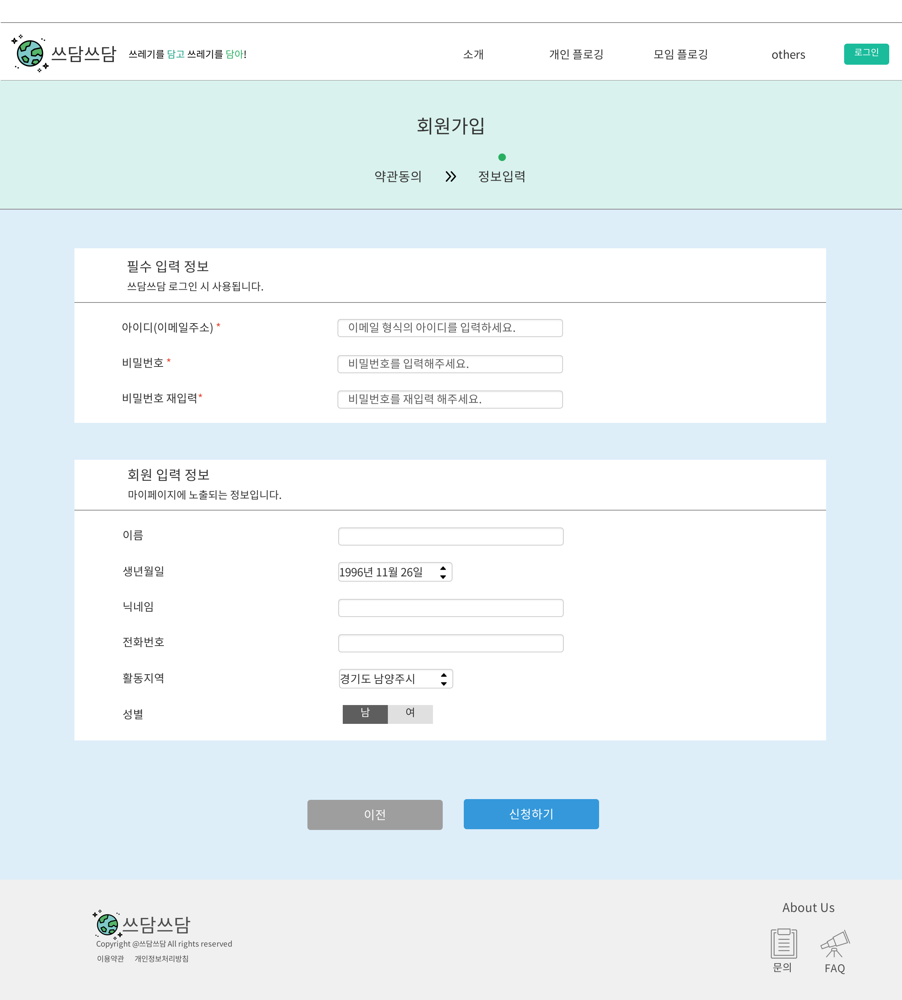 쓰담쓰담 쓰레기를 담고 쓰레기를 담아! 소개 개인 플로깅 모임 플로깅 others 로그인
회원가입
약관동의 정보입력
필수 입력 정보
쓰담쓰담 로그인 시 사용됩니다.
아이디(이메일주소) * 이메일 형식의 아이디를 입력하세요.
비밀번호 * 비밀번호를 입력해주세요.
비밀번호 재입력* 비밀번호를 재입력 해주세요.
회원 입력 정보
마이페이지에 노출되는 정보입니다.
이름
생년월일 1996년 11월 26일
닉네임
전화번호
활동지역 경기도 남양주시
성별 남 여
이전 신청하기
About Us
쓰담쓰담
Copyright @쓰담쓰담 All rights reserved
이용약관 개인정보처리방침
문의 FAQ